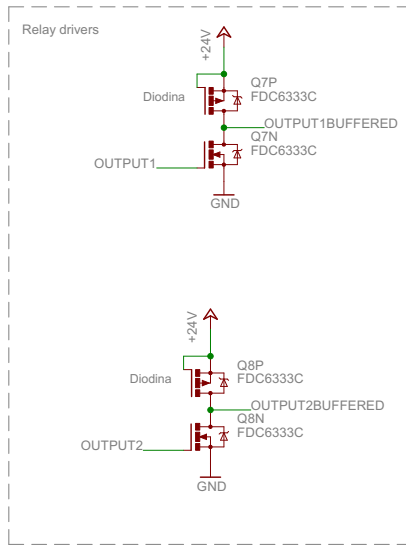 Relay drivers
+24V
Q7P
FDC6333C
Diodina
OUTPUT1BUFFERED
Q7N
FDC6333C
OUTPUT1
GND
+24V
Q8P
FDC6333C
Diodina
OUTPUT2BUFFERED
Q8N
FDC6333C
OUTPUT2
GND